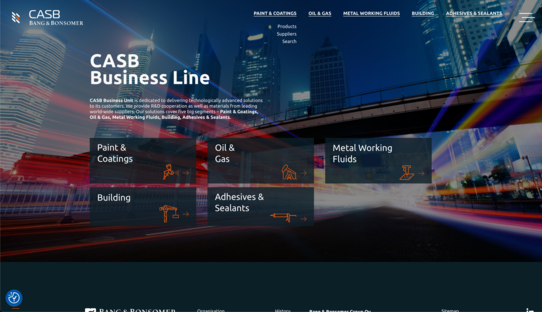 CASB
BANG & BONSOMER
PAINT & COATINGS
OIL & GAS
METAL WORKING FLUIDS
BUILDING
ADHESIVES & SEALANTS
Products
Suppliers
Search
CASB
Business Line
CASB Business Unit is dedicated to delivering technologically advanced solutions
to its customers. We provide R&D cooperation as well as materials from leading
world-wide suppliers. Our solutions cover five big segments – Paint & Coatings,
Oil & Gas, Metal Working Fluids, Building, Adhesives & Sealants.
Paint &
Coatings
Oil &
Gas
Metal Working
Fluids
Building
Adhesives &
Sealants
BANG & BONSOMER
Organisation
History
Bang & Bonsomer Group Oy
Sitemap
in